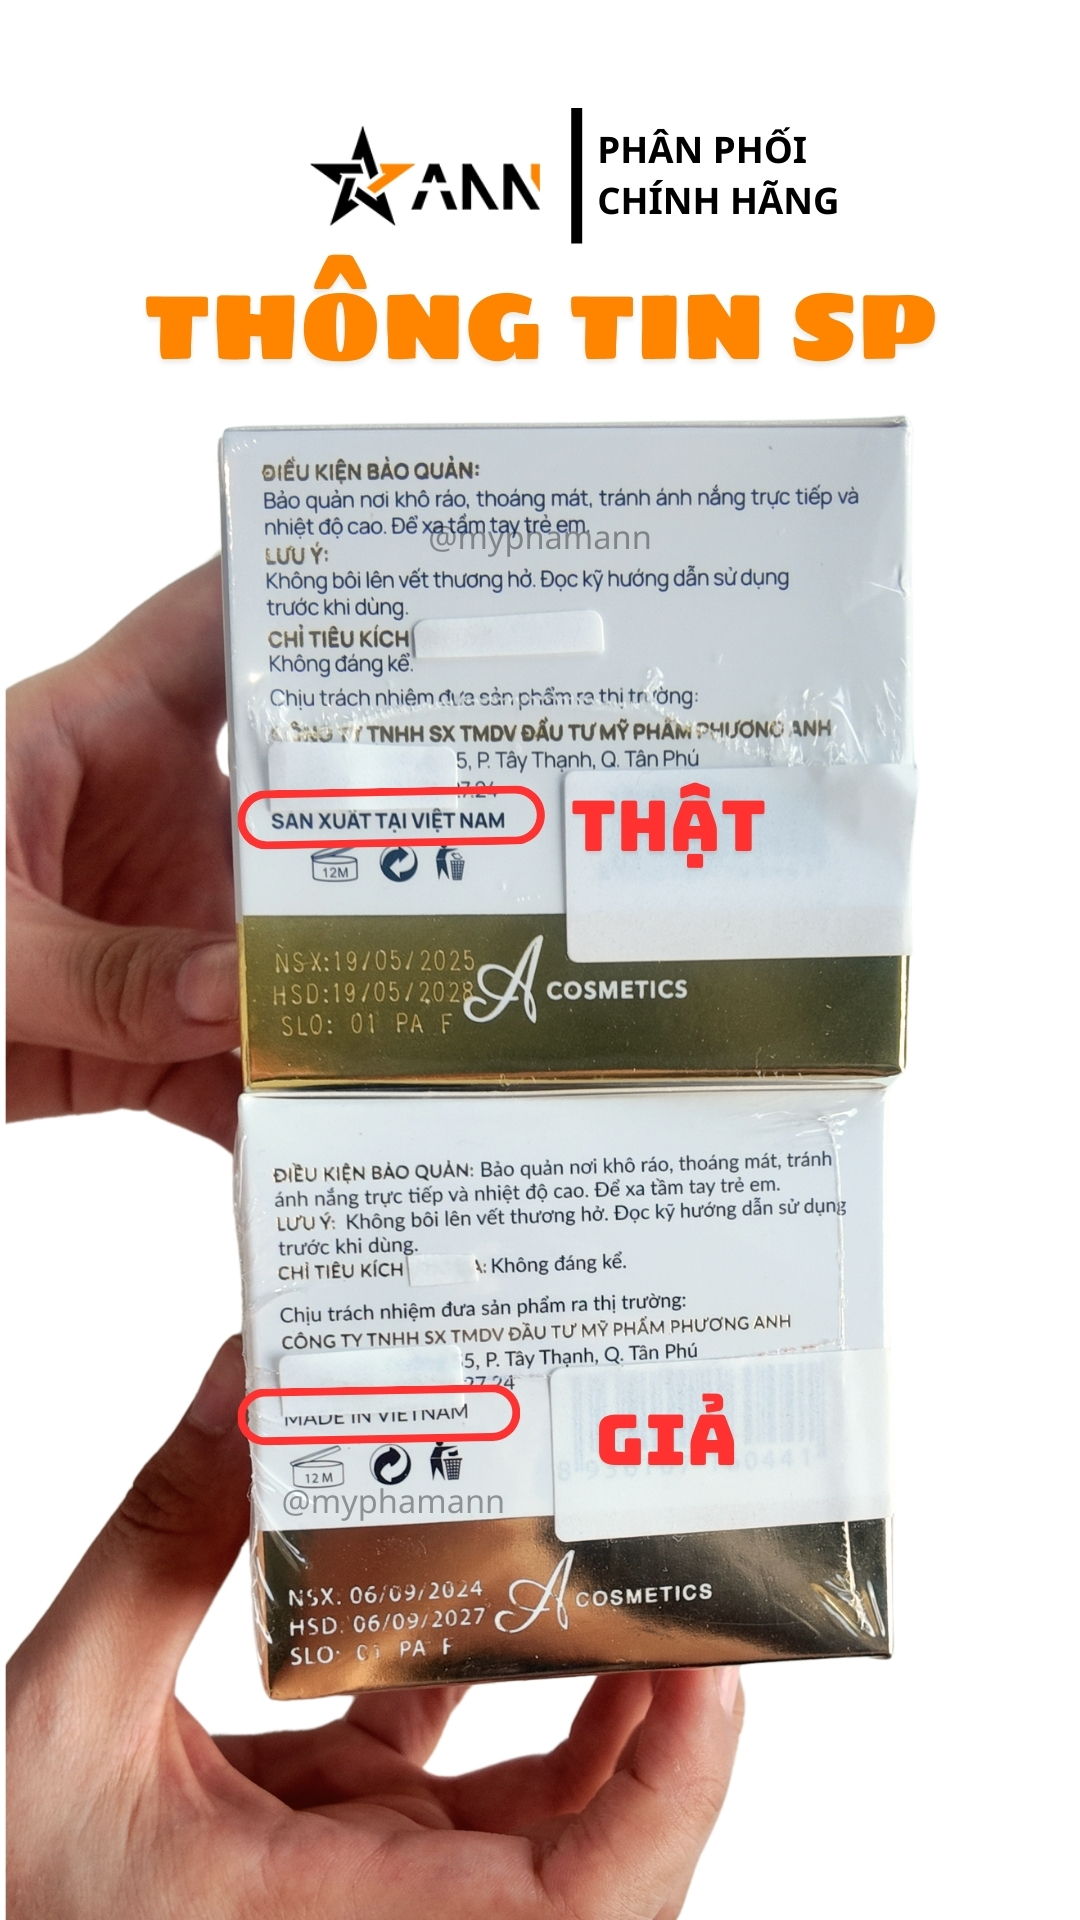 ANN
PHÂN PHỐI
CHÍNH HÃNG
THÔNG TIN SP
ĐIỀU KIỆN BẢO QUẢN:
Bảo quản nơi khô ráo, thoáng mát, tránh ánh nắng trực tiếp và
nhiệt độ cao. Để xa tầm tay trẻ em.
@myphamann
LƯU Ý:
Không bôi lên vết thương hở. Đọc kỹ hướng dẫn sử dụng
trước khi dùng.
CHỈ TIÊU KÍCH
Không đáng kể.
Chịu trách nhiệm đưa sản phẩm ra thị trường:
CÔNG TY TNHH SX TMDV ĐẦU TƯ MỸ PHẨM PHƯƠNG ANH
5, P. Tây Thạnh, Q. Tân Phú
7.24
SẢN XUẤT TẠI VIỆT NAM
THẬT
12M
NSX:19/05/2025
HSD:19/05/2028
SLO: 01 PA F
A COSMETICS
ĐIỀU KIỆN BẢO QUẢN: Bảo quản nơi khô ráo, thoáng mát, tránh
ánh nắng trực tiếp và nhiệt độ cao. Để xa tầm tay trẻ em.
LƯU Ý: Không bôi lên vết thương hở. Đọc kỹ hướng dẫn sử dụng
trước khi dùng.
CHỈ TIÊU KÍCH A: Không đáng kể.
Chịu trách nhiệm đưa sản phẩm ra thị trường:
CÔNG TY TNHH SX TMDV ĐẦU TƯ MỸ PHẨM PHƯƠNG ANH
5, P. Tây Thạnh, Q. Tân Phú
27.24
MADE IN VIETNAM
GIẢ
12 M
@myphamann
NSX: 06/09/2024
HSD: 06/09/2027
SLO: 01 PA F
A COSMETICS